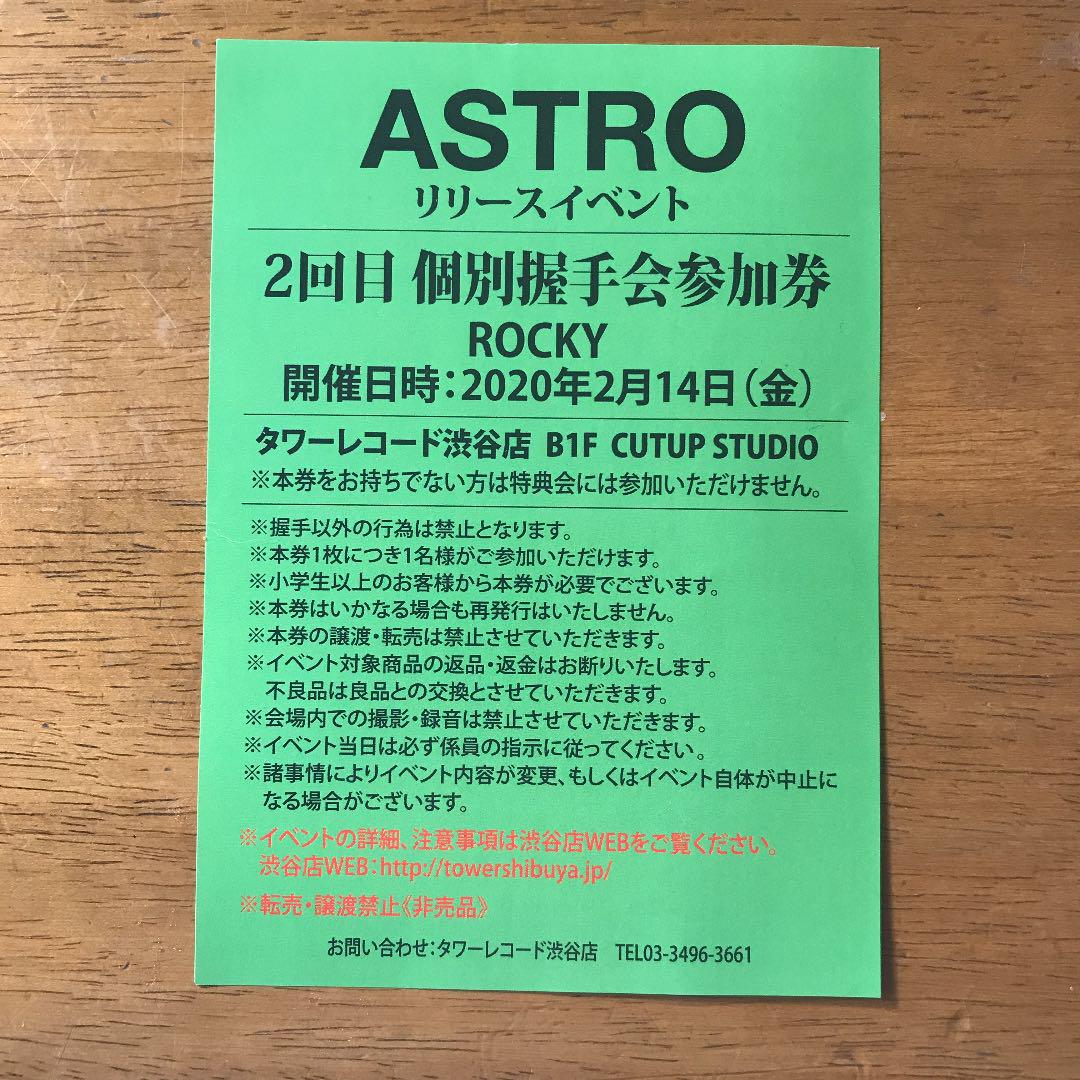 ASTRO
リリースイベント
2回目 個別握手会参加券
ROCKY
開催日時：2020年2月14日（金）
タワーレコード渋谷店 B1F CUTUP STUDIO
※本券をお持ちでない方は特典会には参加いただけません。
※握手以外の行為は禁止となります。
※本券1枚につき1名様がご参加いただけます。
※小学生以上のお客様から本券が必要でございます。
※本券はいかなる場合も再発行はいたしません。
※本券の譲渡・転売は禁止させていただきます。
※イベント対象商品の返品・返金はお断りいたします。
不良品は良品との交換とさせていただきます。
※会場内での撮影・録音は禁止させていただきます。
※イベント当日は必ず係員の指示に従ってください。
※諸事情によりイベント内容が変更、もしくはイベント自体が中止に
なる場合がございます。
※イベントの詳細、注意事項は渋谷店WEBをご覧ください。
渋谷店WEB：http://towershibuya.jp/
※転売・譲渡禁止《非売品》
お問い合わせ：タワーレコード渋谷店 TEL03-3496-3661